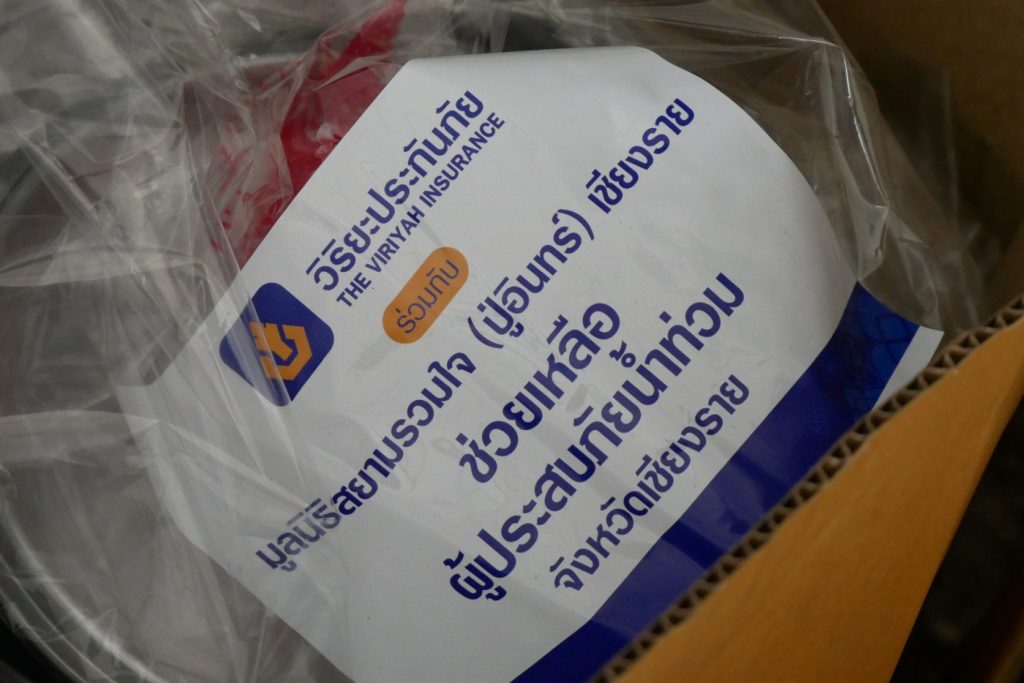 วิริยะประกันภัย
THE VIRIYAH INSURANCE
ร่วมกับ
มูลนิธิสยามรวมใจ (ปู่อินทร์) เชียงราย
ช่วยเหลือ
ผู้ประสบภัยน้ำท่วม
จังหวัดเชียงราย